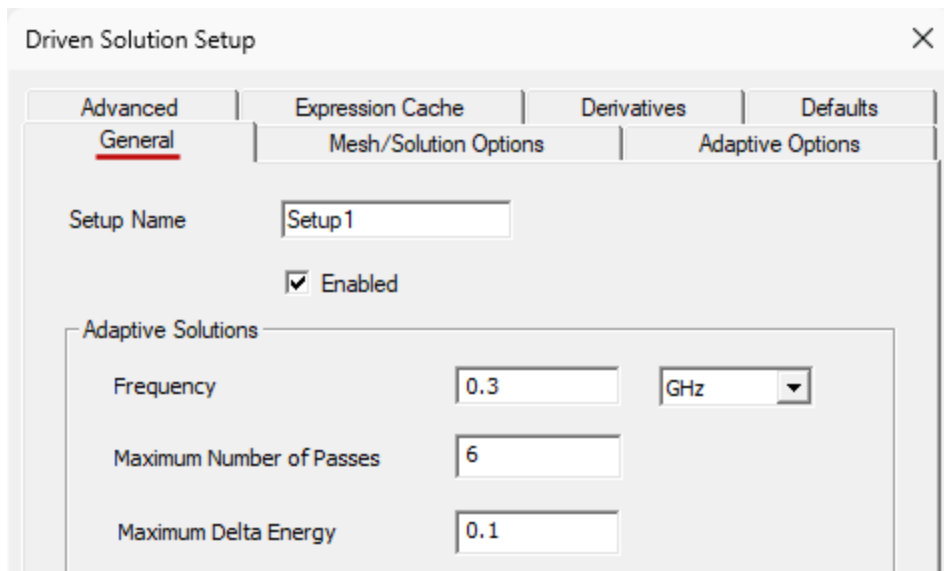 Driven Solution Setup
Advanced Expression Cache Derivatives Defaults
General Mesh/Solution Options Adaptive Options
Setup Name Setup1
Enabled
Adaptive Solutions
Frequency 0.3 GHz
Maximum Number of Passes 6
Maximum Delta Energy 0.1